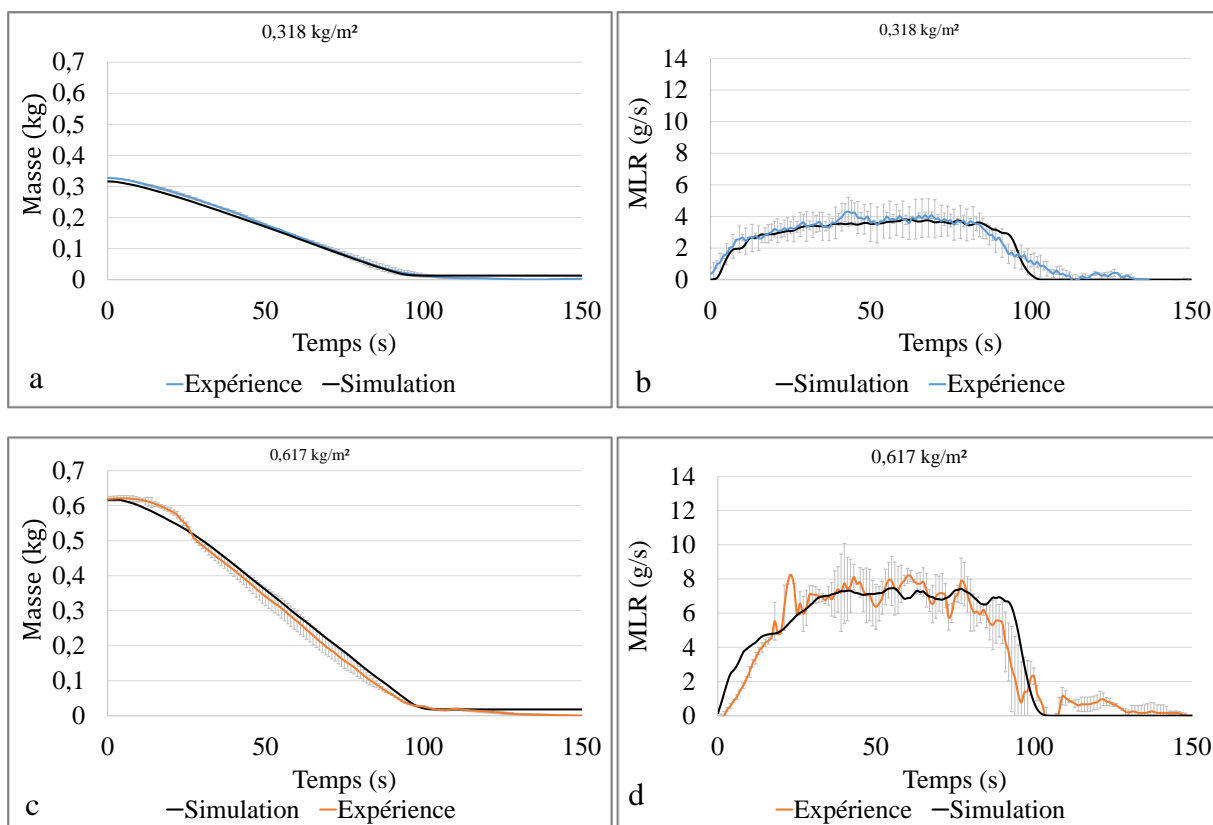 0,318 kg/m²
0,7
0,6
0,5
0,4
0,3
0,2
0,1
0
Masse (kg)
0 50 100 150
Temps (s)
a
Expérience Simulation
0,318 kg/m²
14
12
10
8
6
4
2
0
MLR (g/s)
0 50 100 150
Temps (s)
b
Simulation Expérience
0,617 kg/m²
0,7
0,6
0,5
0,4
0,3
0,2
0,1
0
Masse (kg)
0 50 100 150
Temps (s)
c
Simulation Expérience
0,617 kg/m²
14
12
10
8
6
4
2
0
MLR (g/s)
0 50 100 150
Temps (s)
d
Expérience Simulation